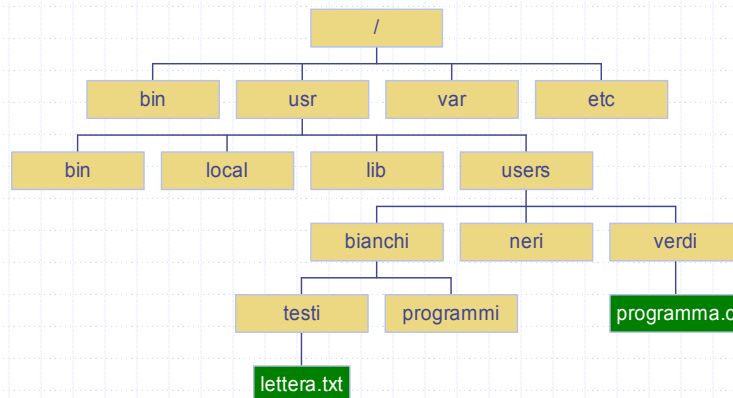 /
bin usr var etc
bin local lib users
bianchi neri verdi
testi programmi programma.c
lettera.txt